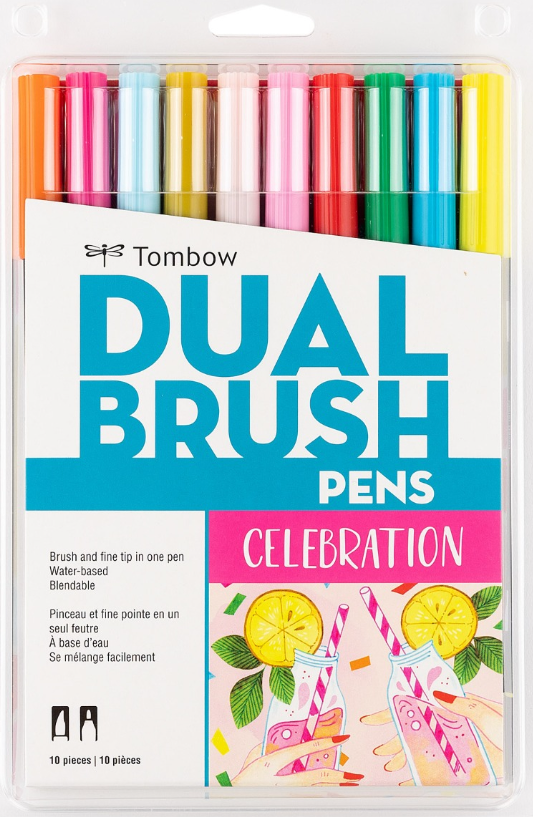 Tombow
DUAL
BRUSH
PENS
CELEBRATION
Brush and fine tip in one pen
Water-based
Blendable
Pinceau et fine pointe en un
seul feutre
À base d'eau
Se mélange facilement
10 pieces | 10 pièces